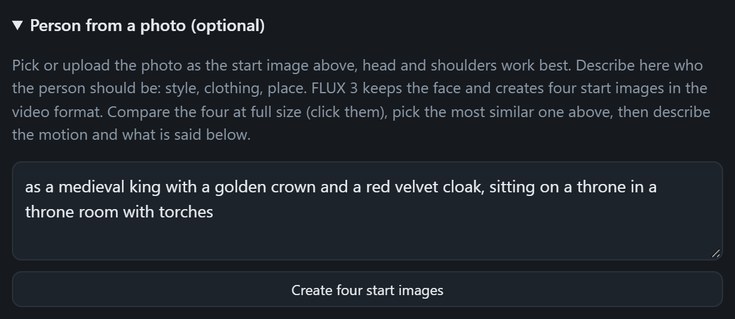 Person from a photo (optional)
Pick or upload the photo as the start image above, head and shoulders work best. Describe here who
the person should be: style, clothing, place. FLUX 3 keeps the face and creates four start images in the
video format. Compare the four at full size (click them), pick the most similar one above, then describe
the motion and what is said below.
as a medieval king with a golden crown and a red velvet cloak, sitting on a throne in a
throne room with torches
Create four start images